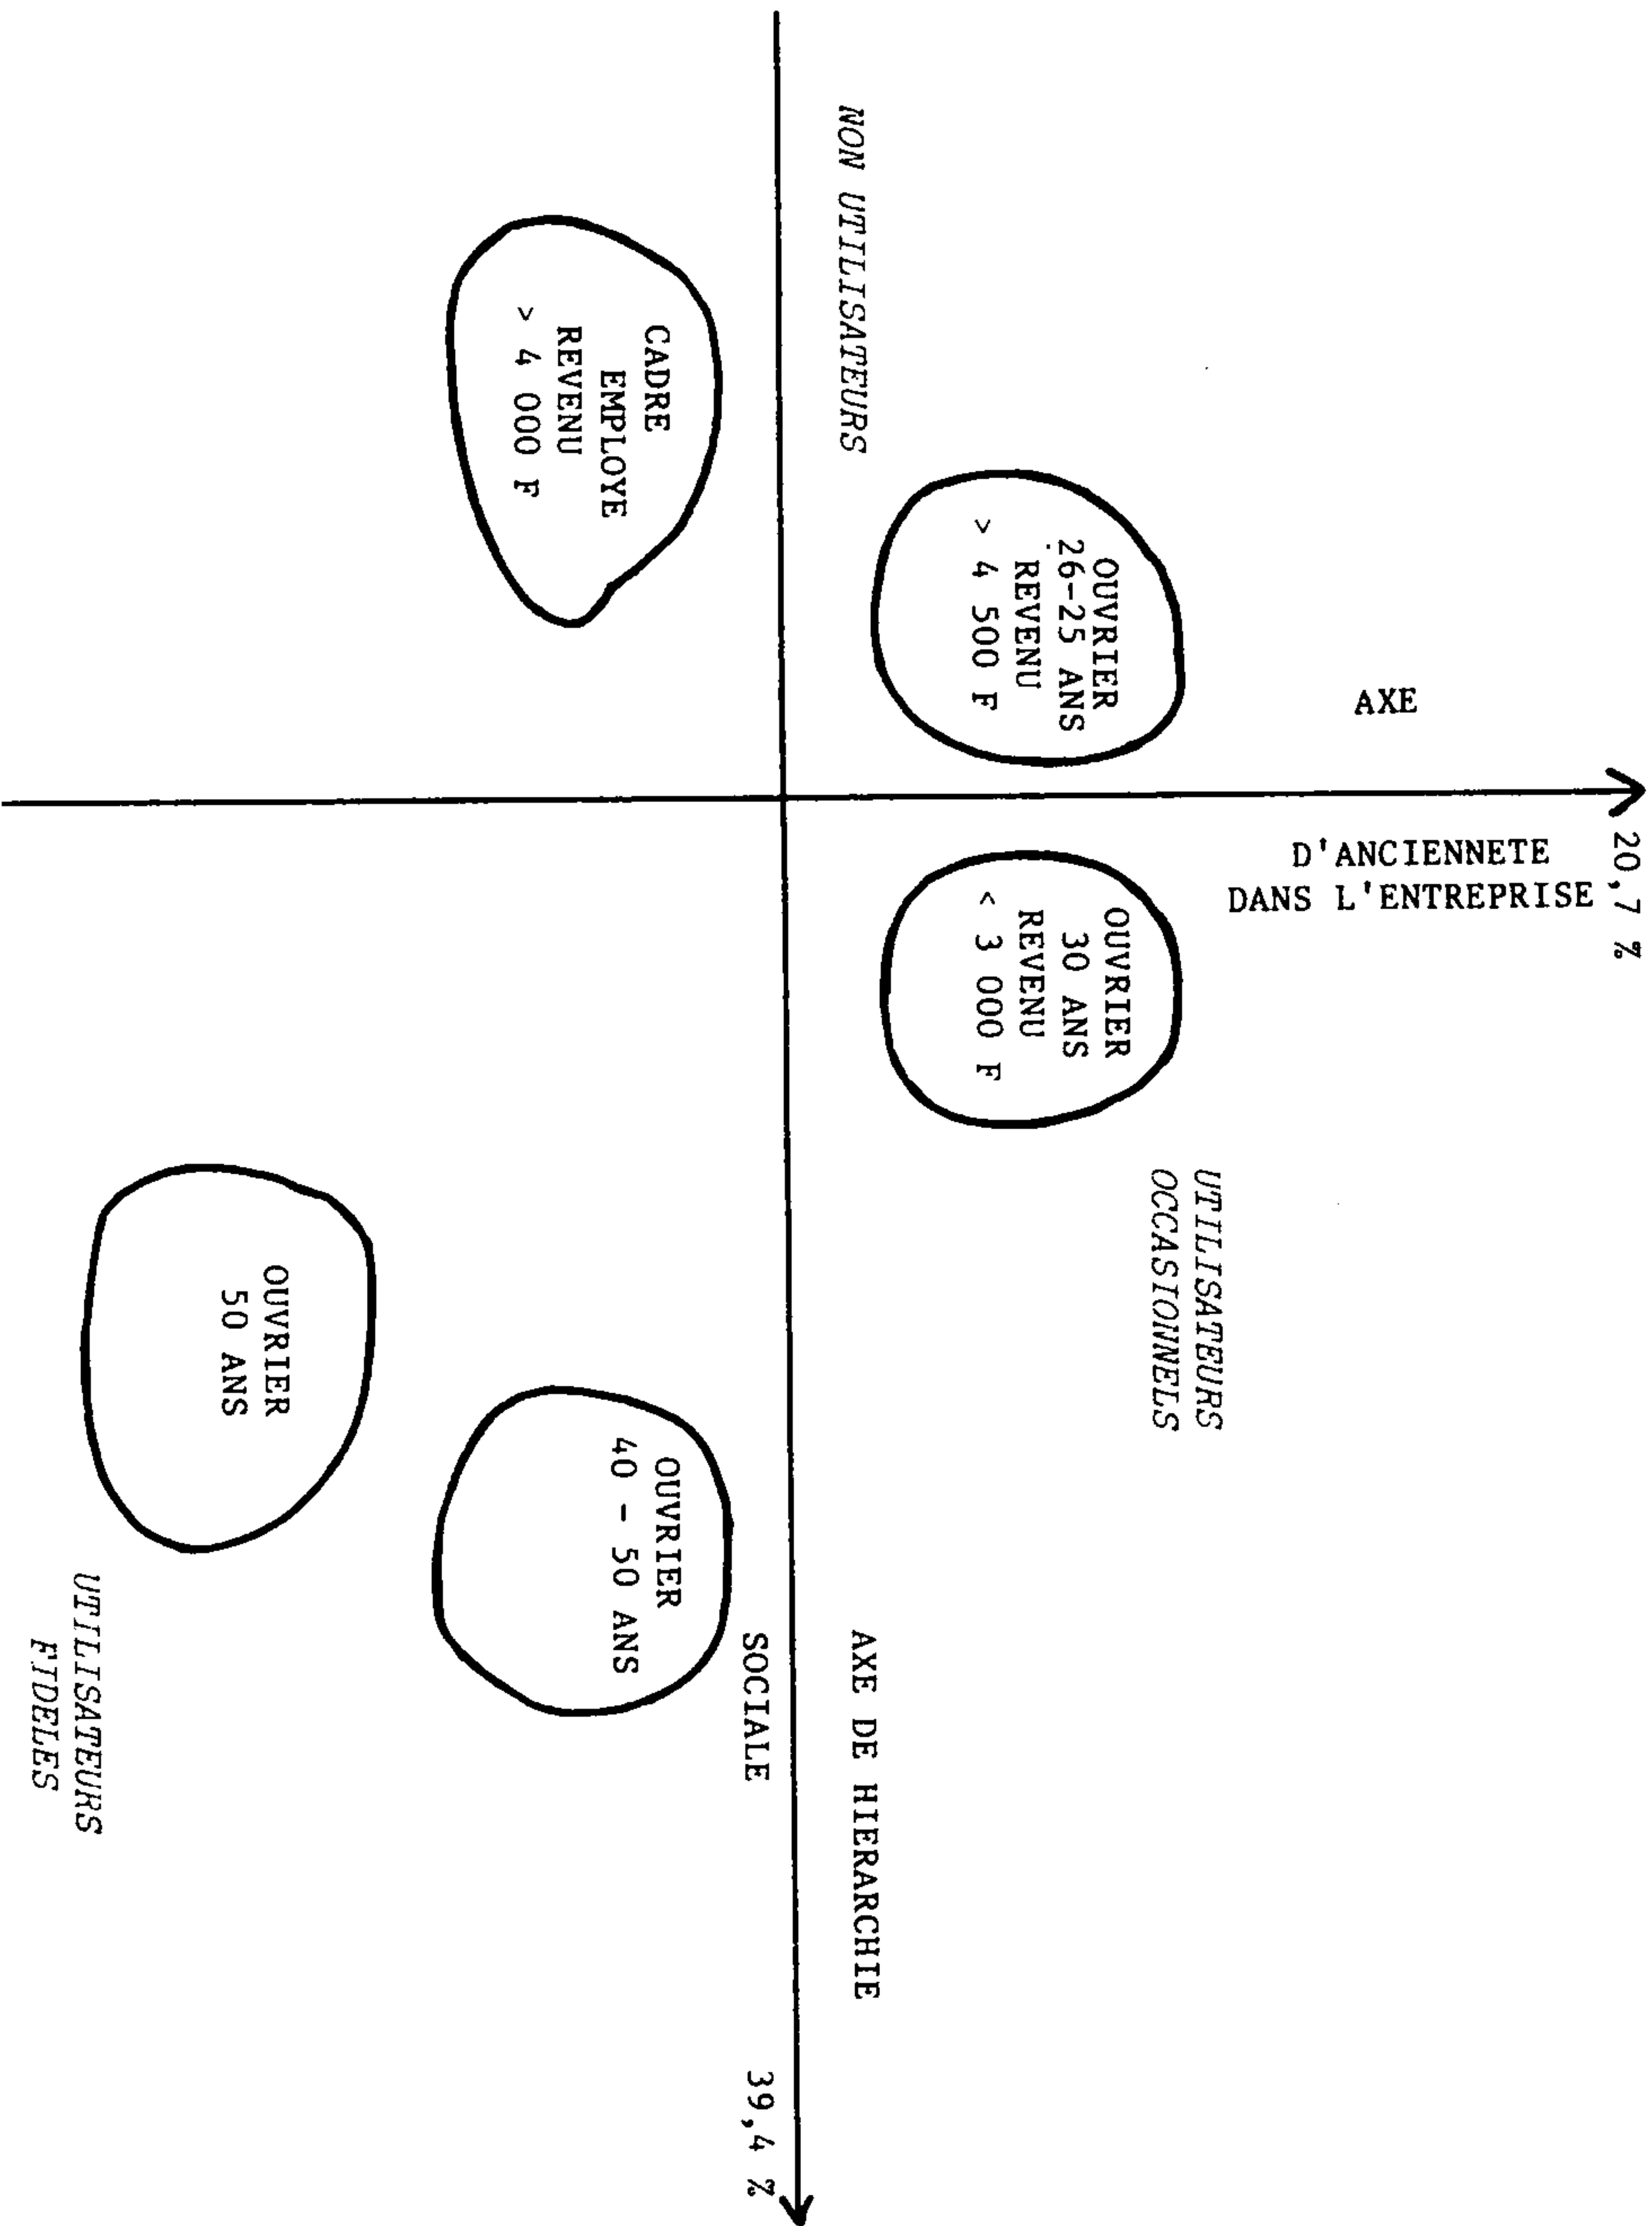 20,7 %
AXE
D'ANCIENNETE
DANS L'ENTREPRISE
UTILISATEURS
OCCASIONNELS
OUVRIER
26-25 ANS
REVENU
> 4 500 F
OUVRIER
30 ANS
REVENU
< 3 000 F
NON UTILISATEURS
AXE DE HIERARCHIE
SOCIALE
39,4 %
CADRE
EMPLOYE
REVENU
> 4 000 F
OUVRIER
40 - 50 ANS
OUVRIER
50 ANS
UTILISATEURS
FIDELES